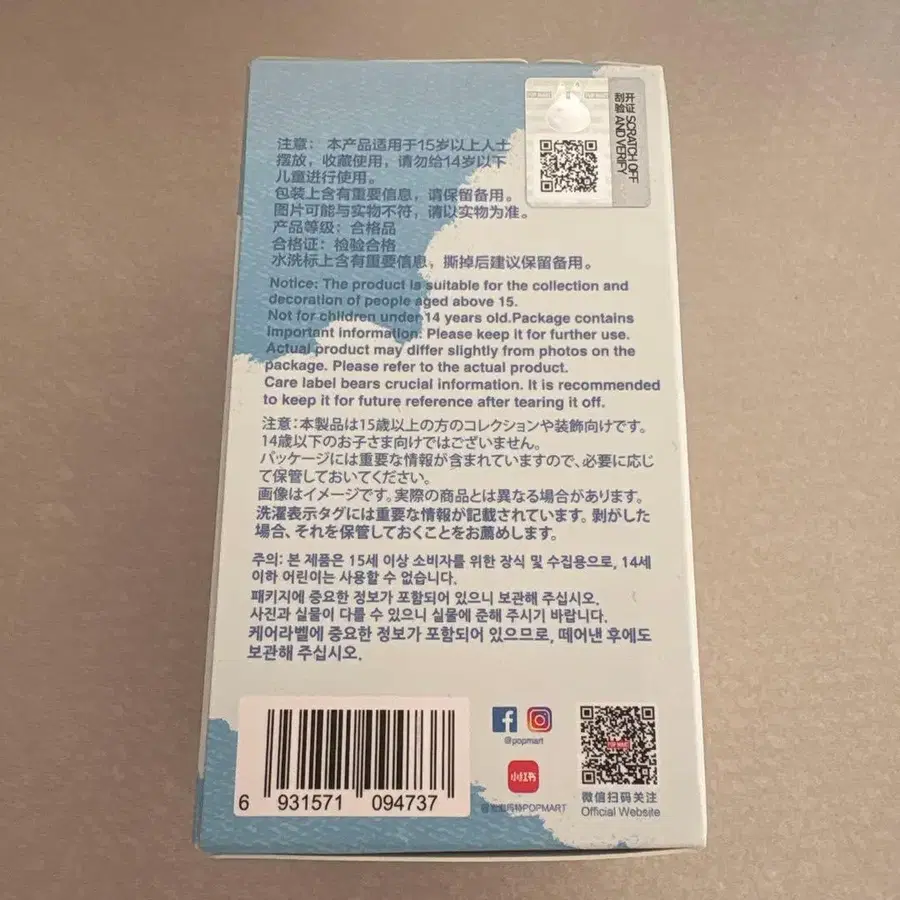 POP MART
POP MART
刮开
验证
SCRATCH OFF
AND VERIFY
注意：本产品适用于15岁以上人士
摆放，收藏使用，请勿给14岁以下
儿童进行使用。
包装上含有重要信息，请保留备用。
图片可能与实物不符，请以实物为准。
产品等级：合格品
合格证：检验合格
水洗标上含有重要信息，撕掉后建议保留备用。
Notice: The product is suitable for the collection and
decoration of people aged above 15.
Not for children under 14 years old.Package contains
Important information. Please keep it for further use.
Actual product may differ slightly from photos on the
package. Please refer to the actual product.
Care label bears crucial information. It is recommended
to keep it for future reference after tearing it off.
注意：本製品は15歳以上の方のコレクションや装飾向けです。
14歳以下のお子さま向けではございません。
パッケージには重要な情報が含まれていますので、必要に応じ
て保管しておいてください。
画像はイメージです。実際の商品とは異なる場合があります。
洗濯表示タグには重要な情報が記載されています。剥がした
場合、それを保管しておくことをお薦めします。
주의: 본 제품은 15세 이상 소비자를 위한 장식 및 수집용으로, 14세
이하 어린이는 사용할 수 없습니다.
패키지에 중요한 정보가 포함되어 있으니 보관해 주십시오.
사진과 실물이 다를 수 있으니 실물에 준해 주시기 바랍니다.
케어라벨에 중요한 정보가 포함되어 있으므로, 떼어낸 후에도
보관해 주십시오.
6 931571 094737
@popmart
小红书
POPMART
POP MART
微信扫码关注
Official Website